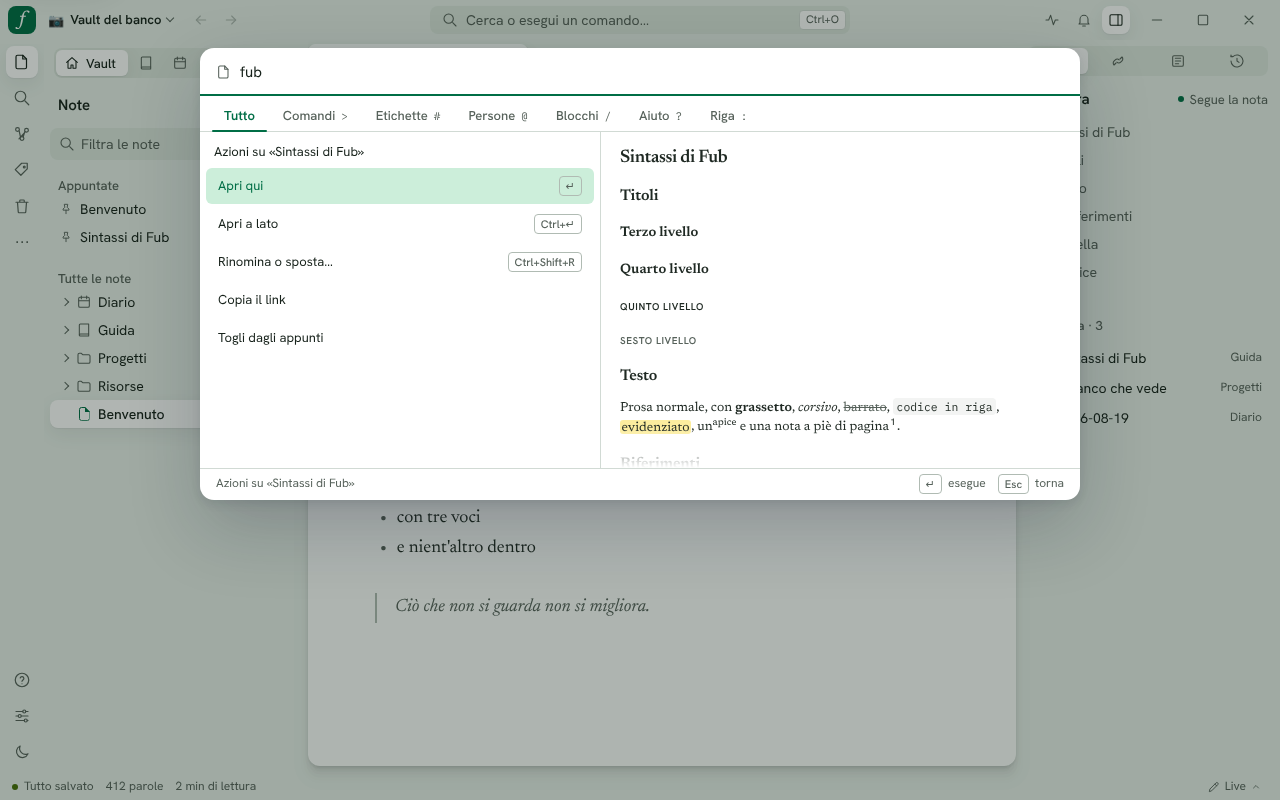 f
Vault del banco
Cerca o esegui un comando...
Ctrl+O
Vault
Note
Filtra le note
Appuntate
Benvenuto
Sintassi di Fub
Tutte le note
Diario
Guida
Progetti
Risorse
Benvenuto
fub
Tutto
Comandi >
Etichette #
Persone @
Blocchi /
Aiuto ?
Riga :
Azioni su «Sintassi di Fub»
Apri qui ↵
Apri a lato Ctrl+↵
Rinomina o sposta... Ctrl+Shift+R
Copia il link
Togli dagli appunti
Sintassi di Fub
Titoli
Terzo livello
Quarto livello
QUINTO LIVELLO
SESTO LIVELLO
Testo
Prosa normale, con grassetto, corsivo, barrato, codice in riga,
evidenziato, unapice e una nota a piè di pagina1.
Riferimenti
Azioni su «Sintassi di Fub»
↵ esegue Esc torna
con tre voci
e nient'altro dentro
Ciò che non si guarda non si migliora.
Segue la nota
si di Fub
ferimenti
ella
ice
a · 3
assi di Fub Guida
anco che vede Progetti
6-08-19 Diario
Tutto salvato 412 parole 2 min di lettura
Live